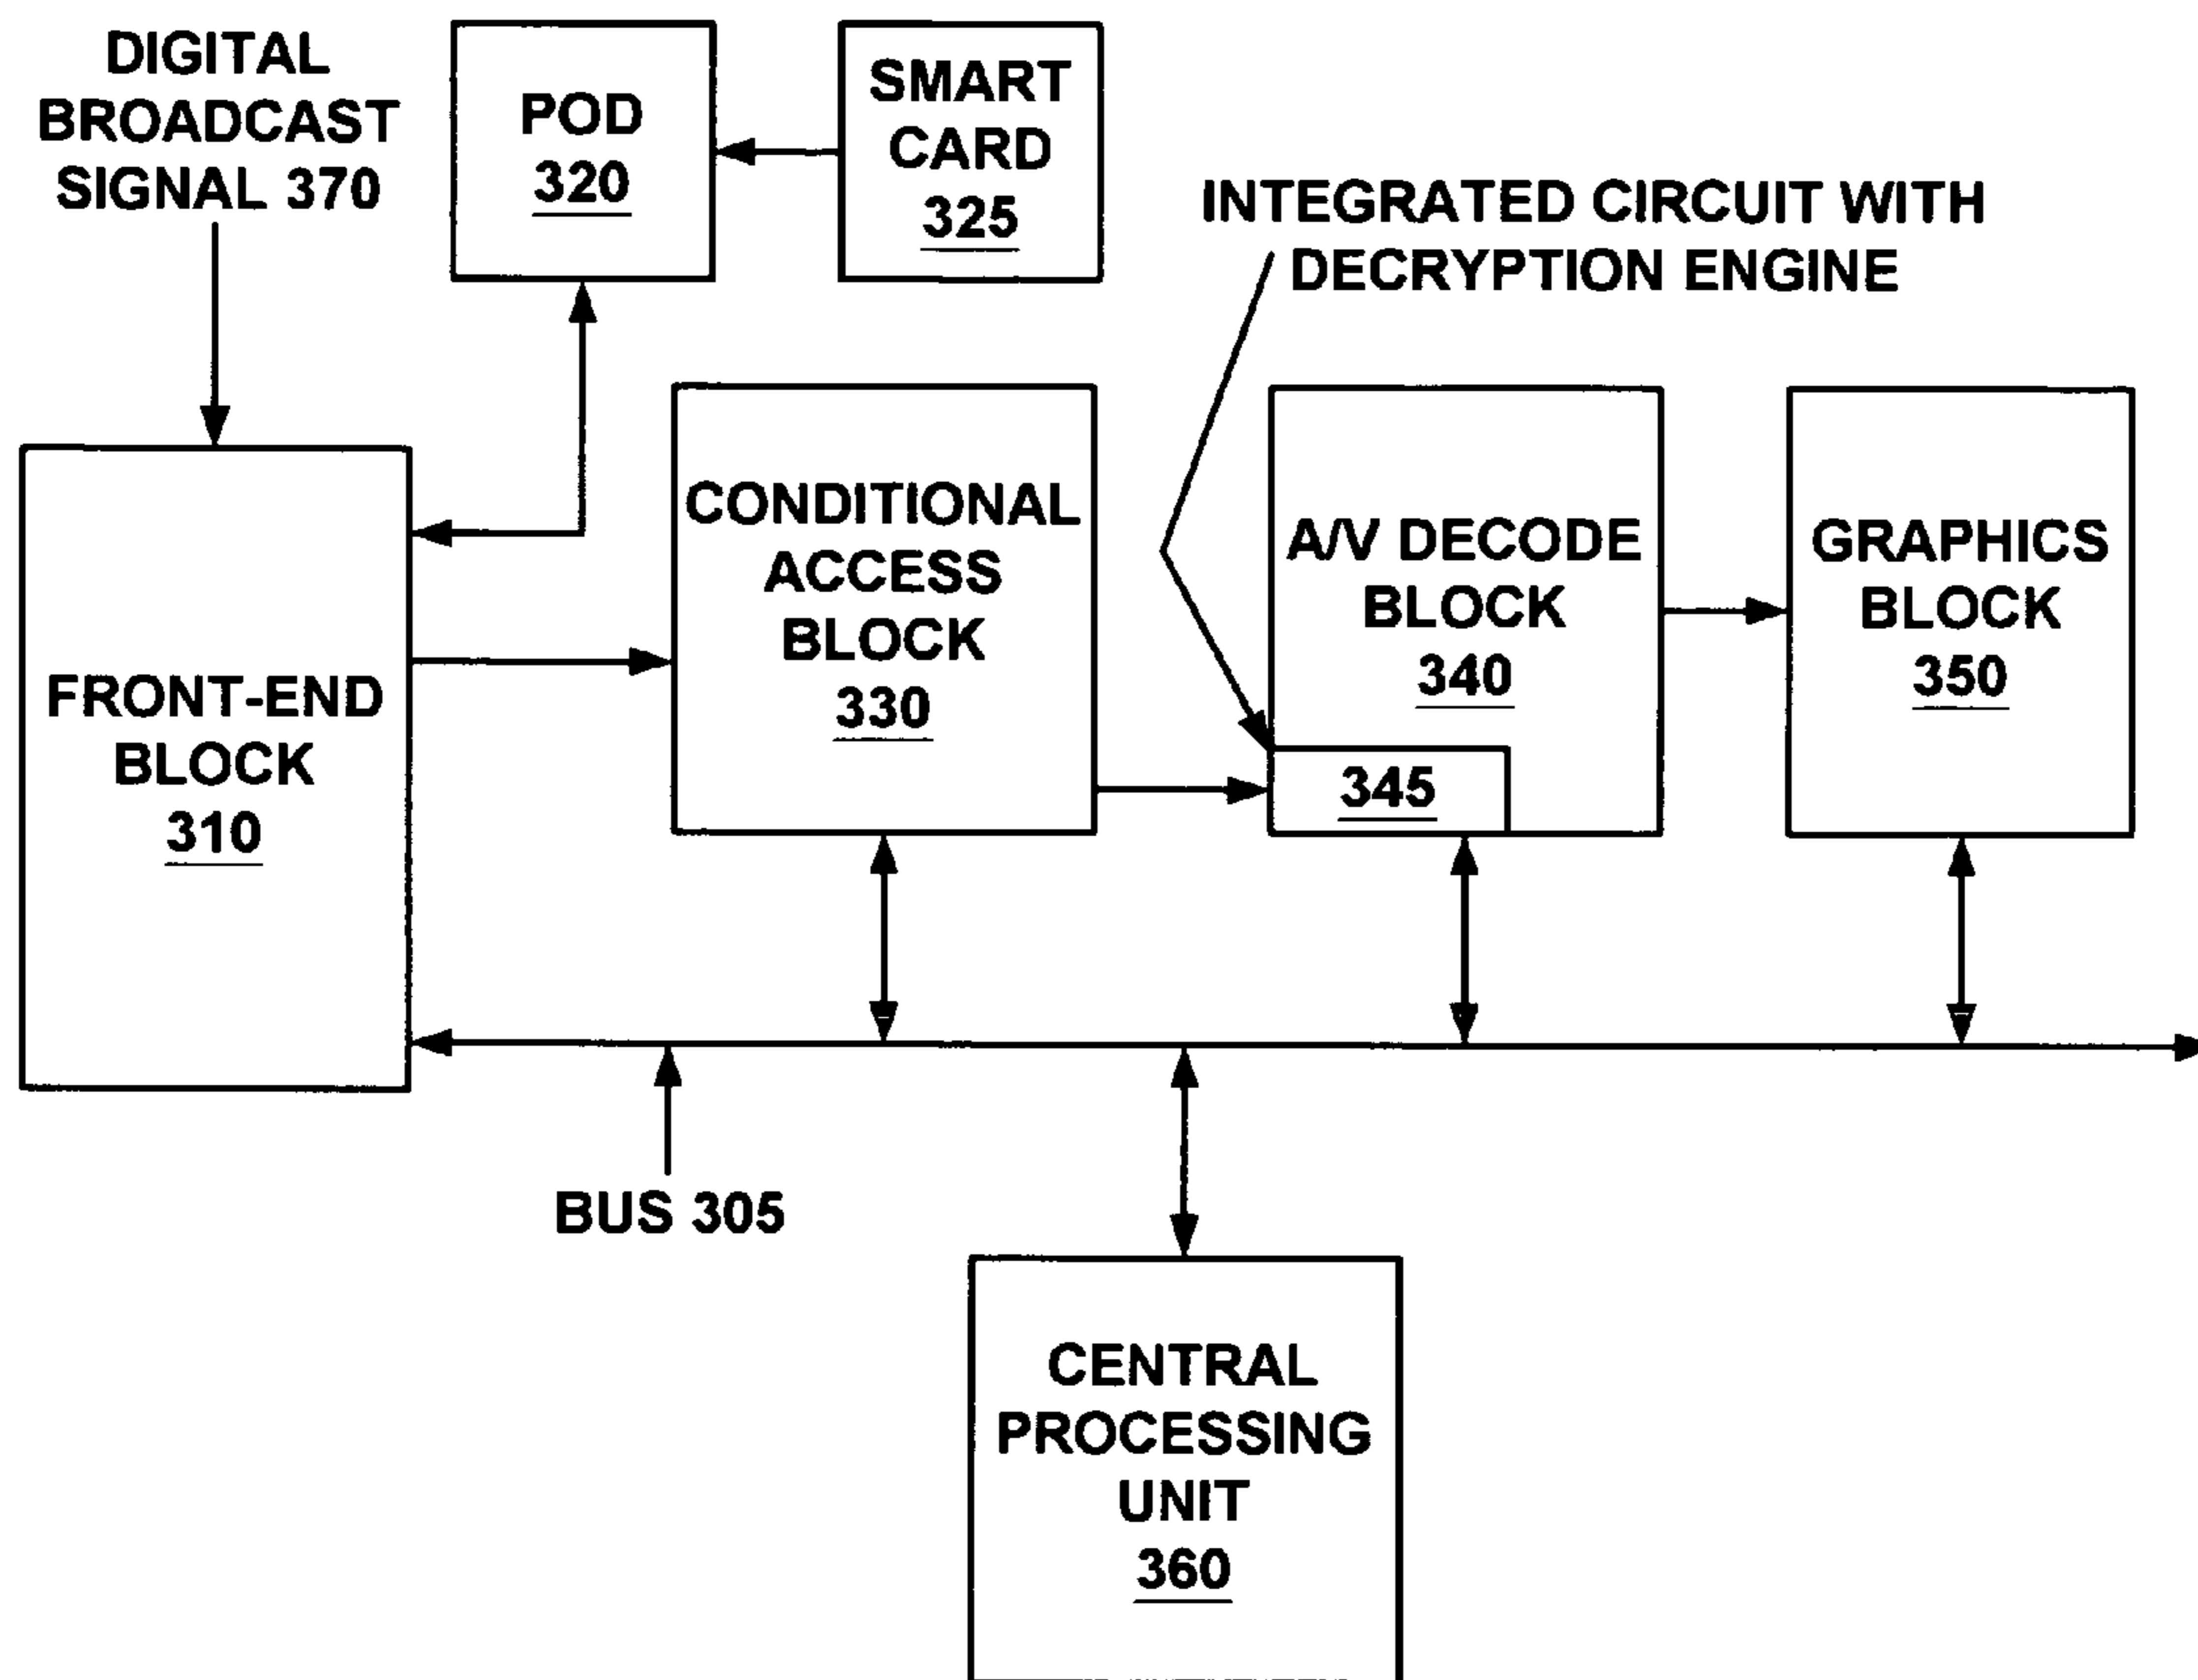 DIGITAL
BROADCAST
SIGNAL 370
POD
320
SMART
CARD
325
INTEGRATED CIRCUIT WITH
DECRYPTION ENGINE
FRONT-END
BLOCK
310
CONDITIONAL
ACCESS
BLOCK
330
A/V DECODE
BLOCK
340
345
GRAPHICS
BLOCK
350
BUS 305
CENTRAL
PROCESSING
UNIT
360